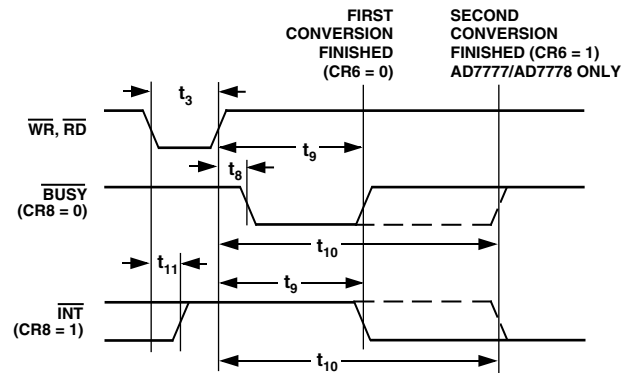 FIRST
CONVERSION
FINISHED
(CR6 = 0)
SECOND
CONVERSION
FINISHED (CR6 = 1)
AD7777/AD7778 ONLY
t3
WR, RD
t9
t8
BUSY
(CR8 = 0)
t10
t11
t9
INT
(CR8 = 1)
t10